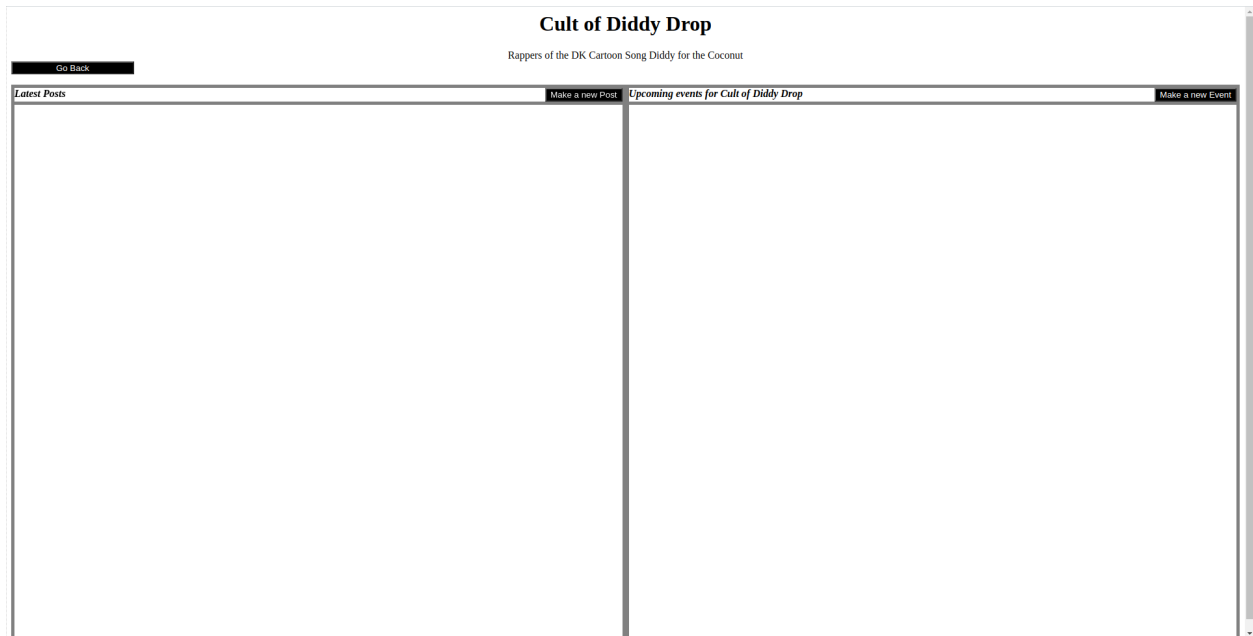 Cult of Diddy Drop
Rappers of the DK Cartoon Song Diddy for the Coconut
Go Back
Latest Posts
Make a new Post
Upcoming events for Cult of Diddy Drop
Make a new Event